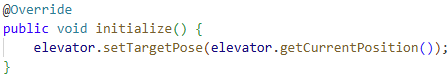 @Override
public void initialize() {
    elevator.setTargetPose(elevator.getCurrentPosition());
}